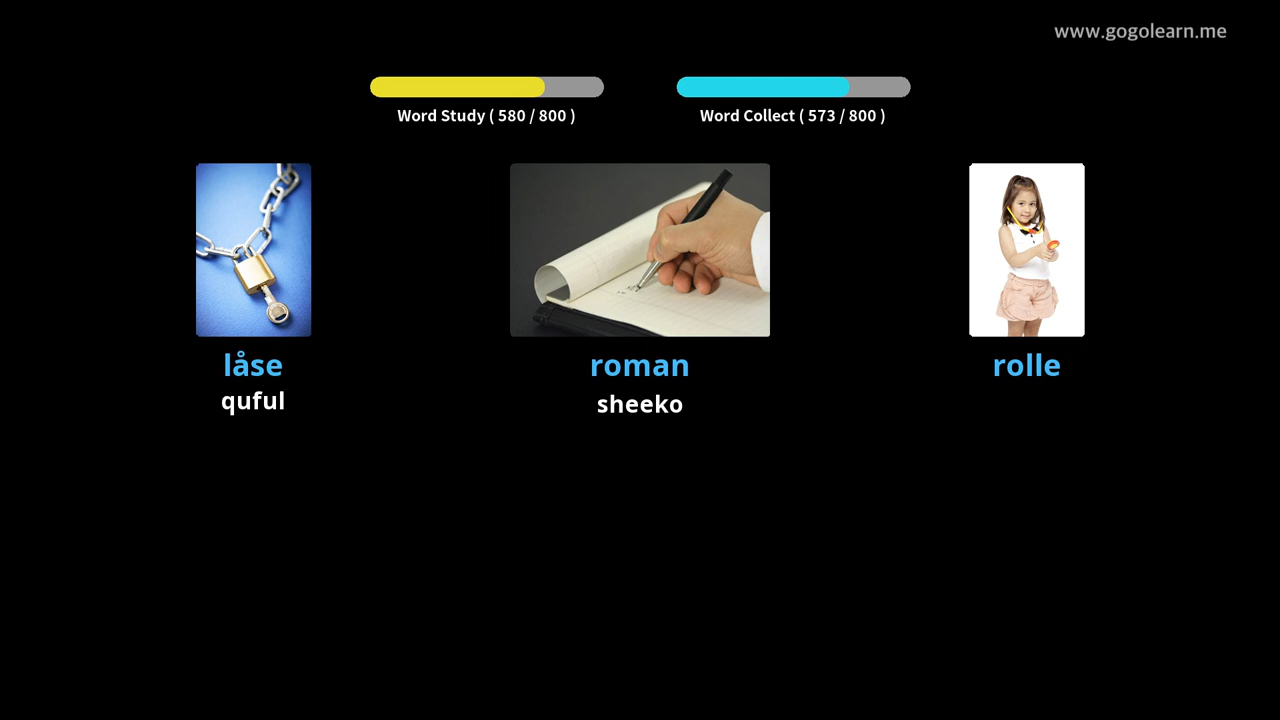 www.gogolearn.me
Word Study ( 580 / 800 )
Word Collect ( 573 / 800 )
låse
roman
rolle
quful
sheeko